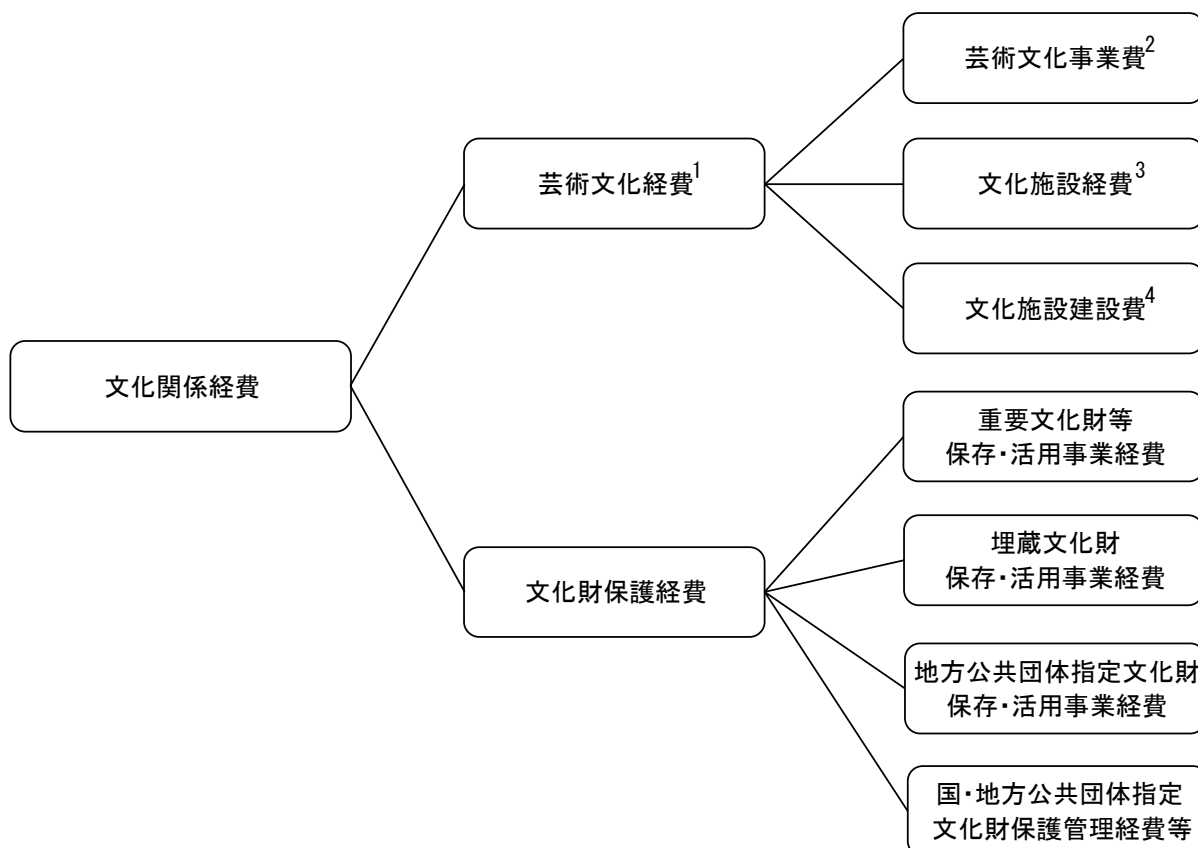 芸術文化事業費2
芸術文化経費1
文化施設経費3
文化施設建設費4
文化関係経費
重要文化財等
保存・活用事業経費
埋蔵文化財
保存・活用事業経費
文化財保護経費
地方公共団体指定文化財
保存・活用事業経費
国・地方公共団体指定
文化財保護管理経費等